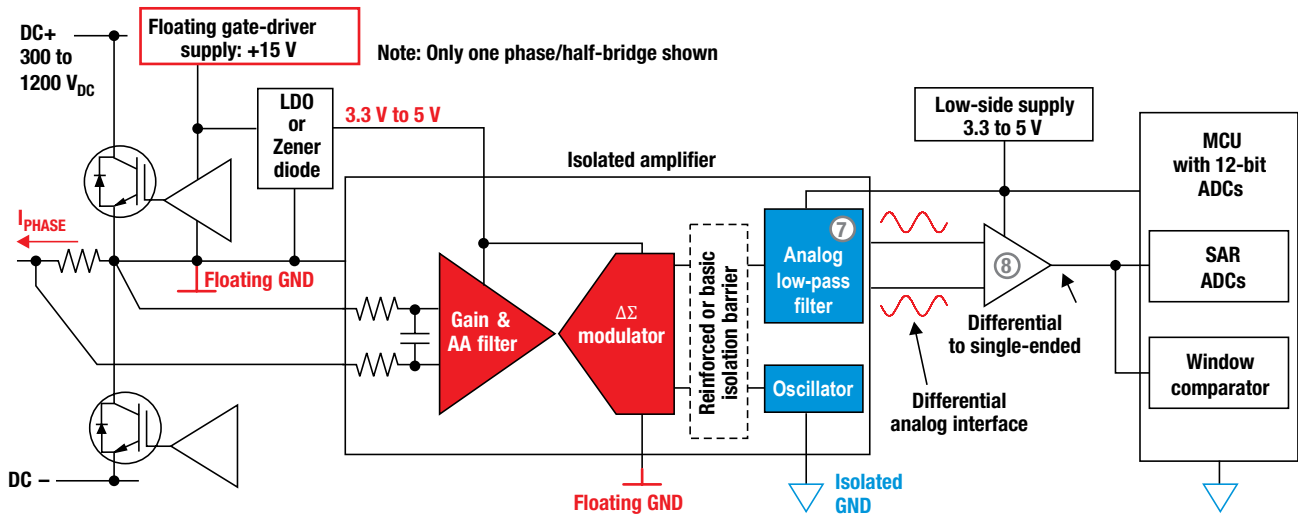 DC+
300 to
1200 VDC
Floating gate-driver
supply: +15 V
Note: Only one phase/half-bridge shown
LDO
or
Zener
diode
3.3 V to 5 V
Isolated amplifier
Low-side supply
3.3 to 5 V
MCU
with 12-bit
ADCs
IPHASE
Floating GND
Gain &
AA filter
ΔΣ
modulator
Reinforced or basic
isolation barrier
7
Analog
low-pass
filter
8
SAR
ADCs
Differential
to single-ended
Window
comparator
Oscillator
Differential
analog interface
DC –
Floating GND
Isolated
GND